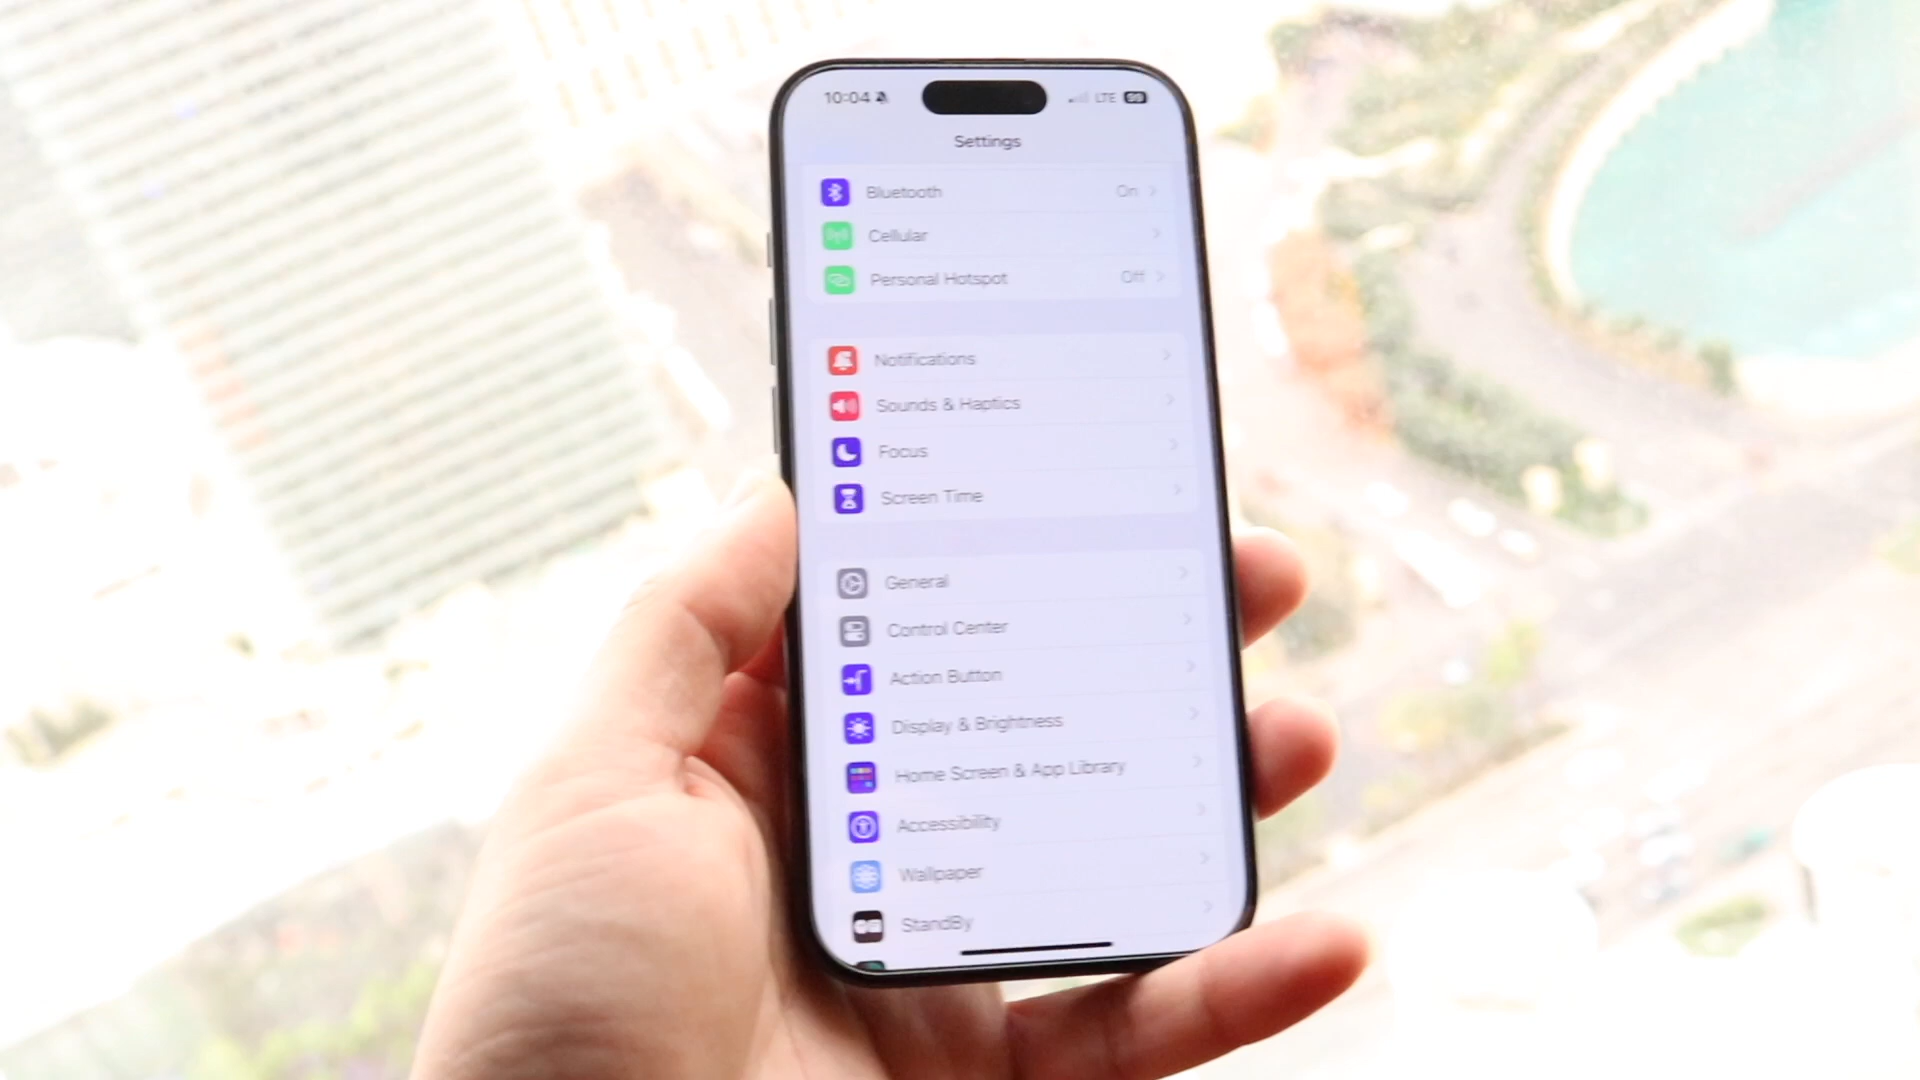 10:04 LTE 99
Settings
Bluetooth On
Cellular
Personal Hotspot Off
Notifications
Sounds & Haptics
Focus
Screen Time
General
Control Center
Action Button
Display & Brightness
Home Screen & App Library
Accessibility
Wallpaper
StandBy